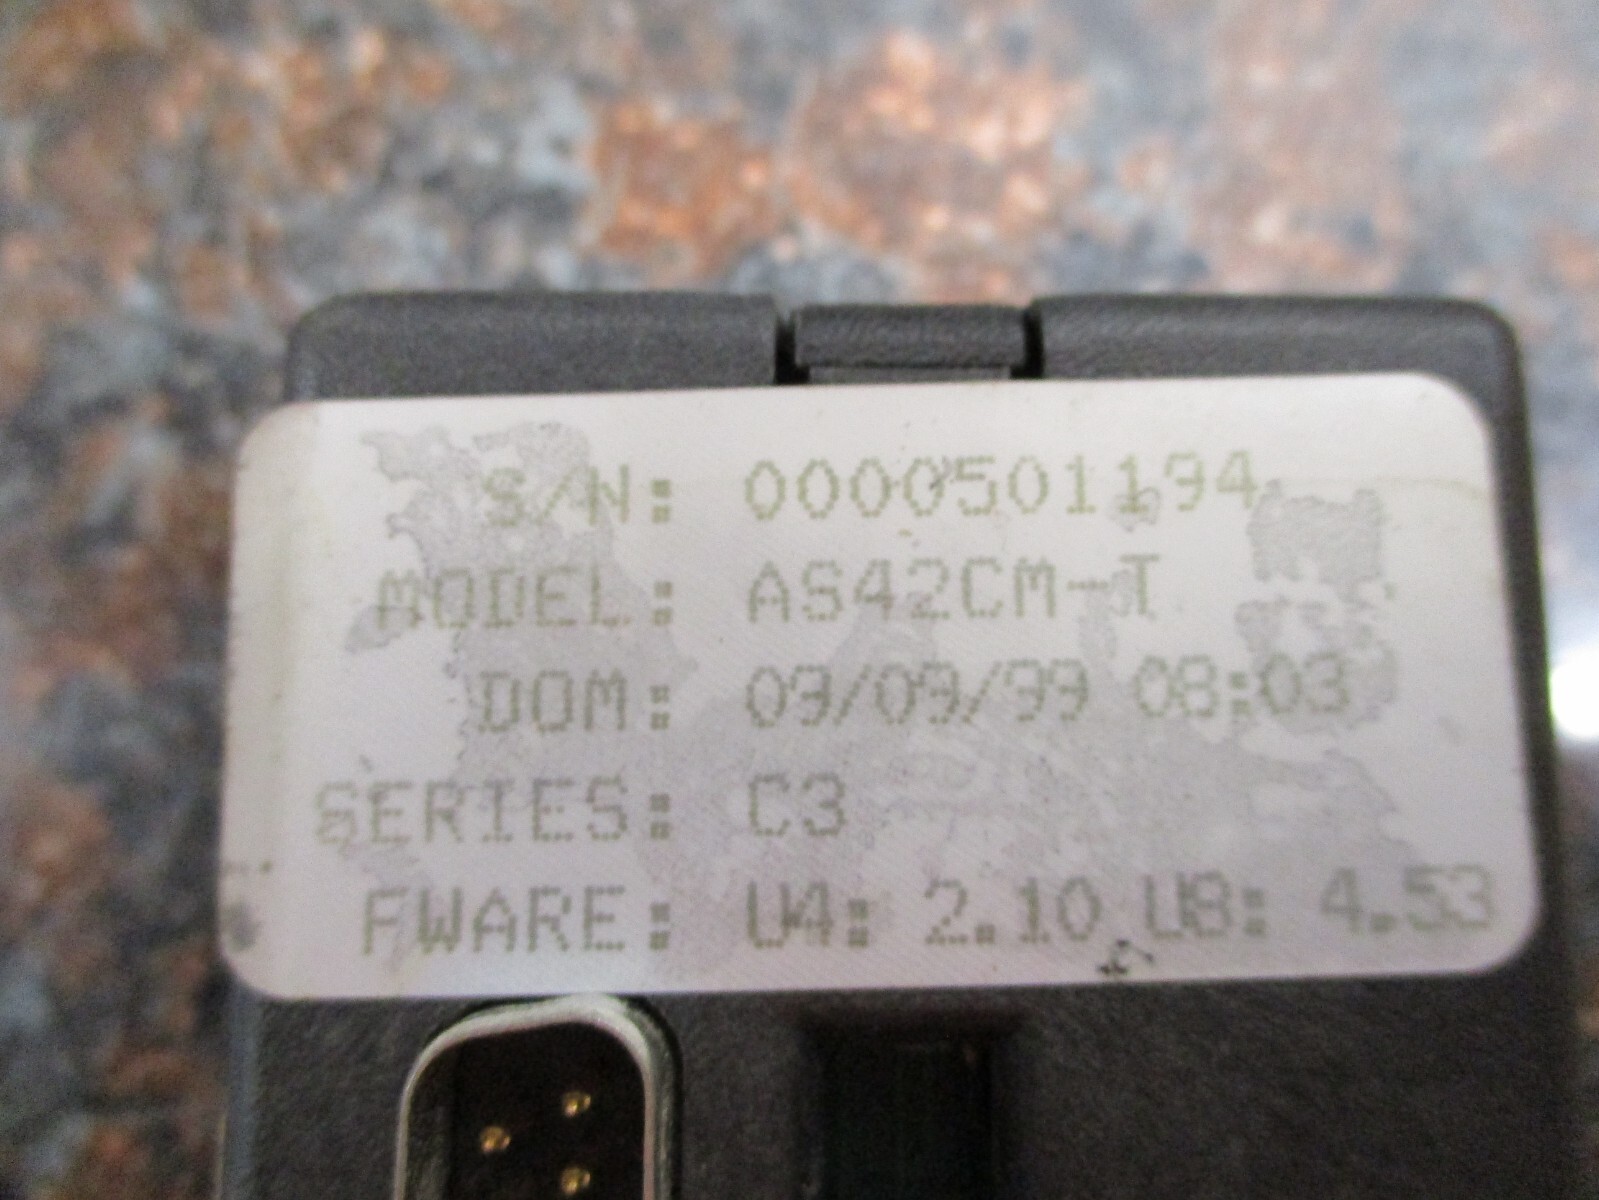 S/N: 0000501194
MODEL: AS42CM-T
DOM: 09/09/99 08:03
SERIES: C3
FWARE: U4: 2.10 U8: 4.53